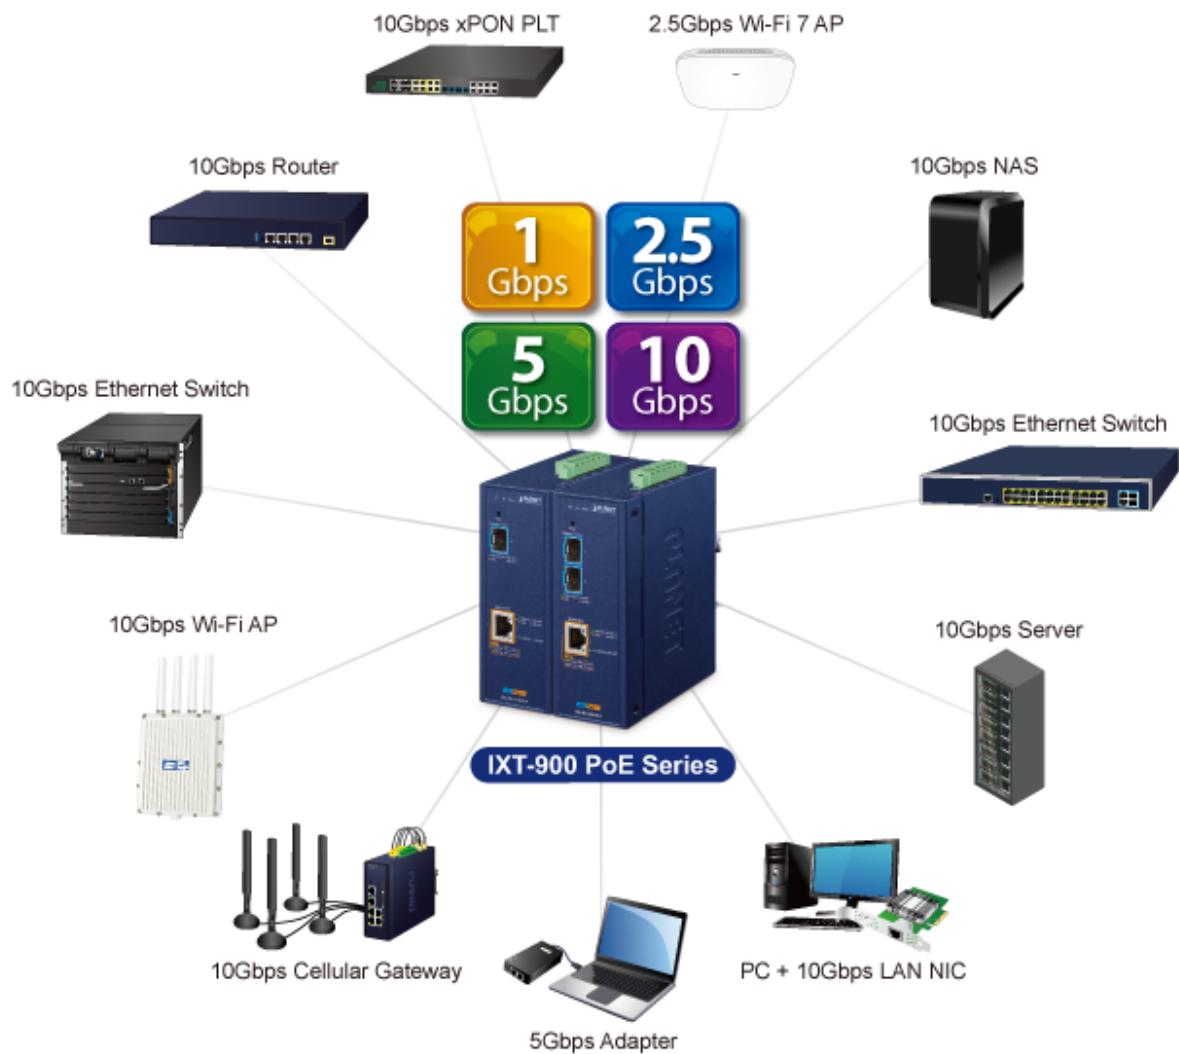 10Gbps xPON PLT
2.5Gbps Wi-Fi 7 AP
10Gbps Router
10Gbps NAS
1
Gbps
2.5
Gbps
5
Gbps
10
Gbps
10Gbps Ethernet Switch
10Gbps Ethernet Switch
PLANET
10Gbps Wi-Fi AP
10Gbps Server
IXT-900 PoE Series
10Gbps Cellular Gateway
PC + 10Gbps LAN NIC
5Gbps Adapter